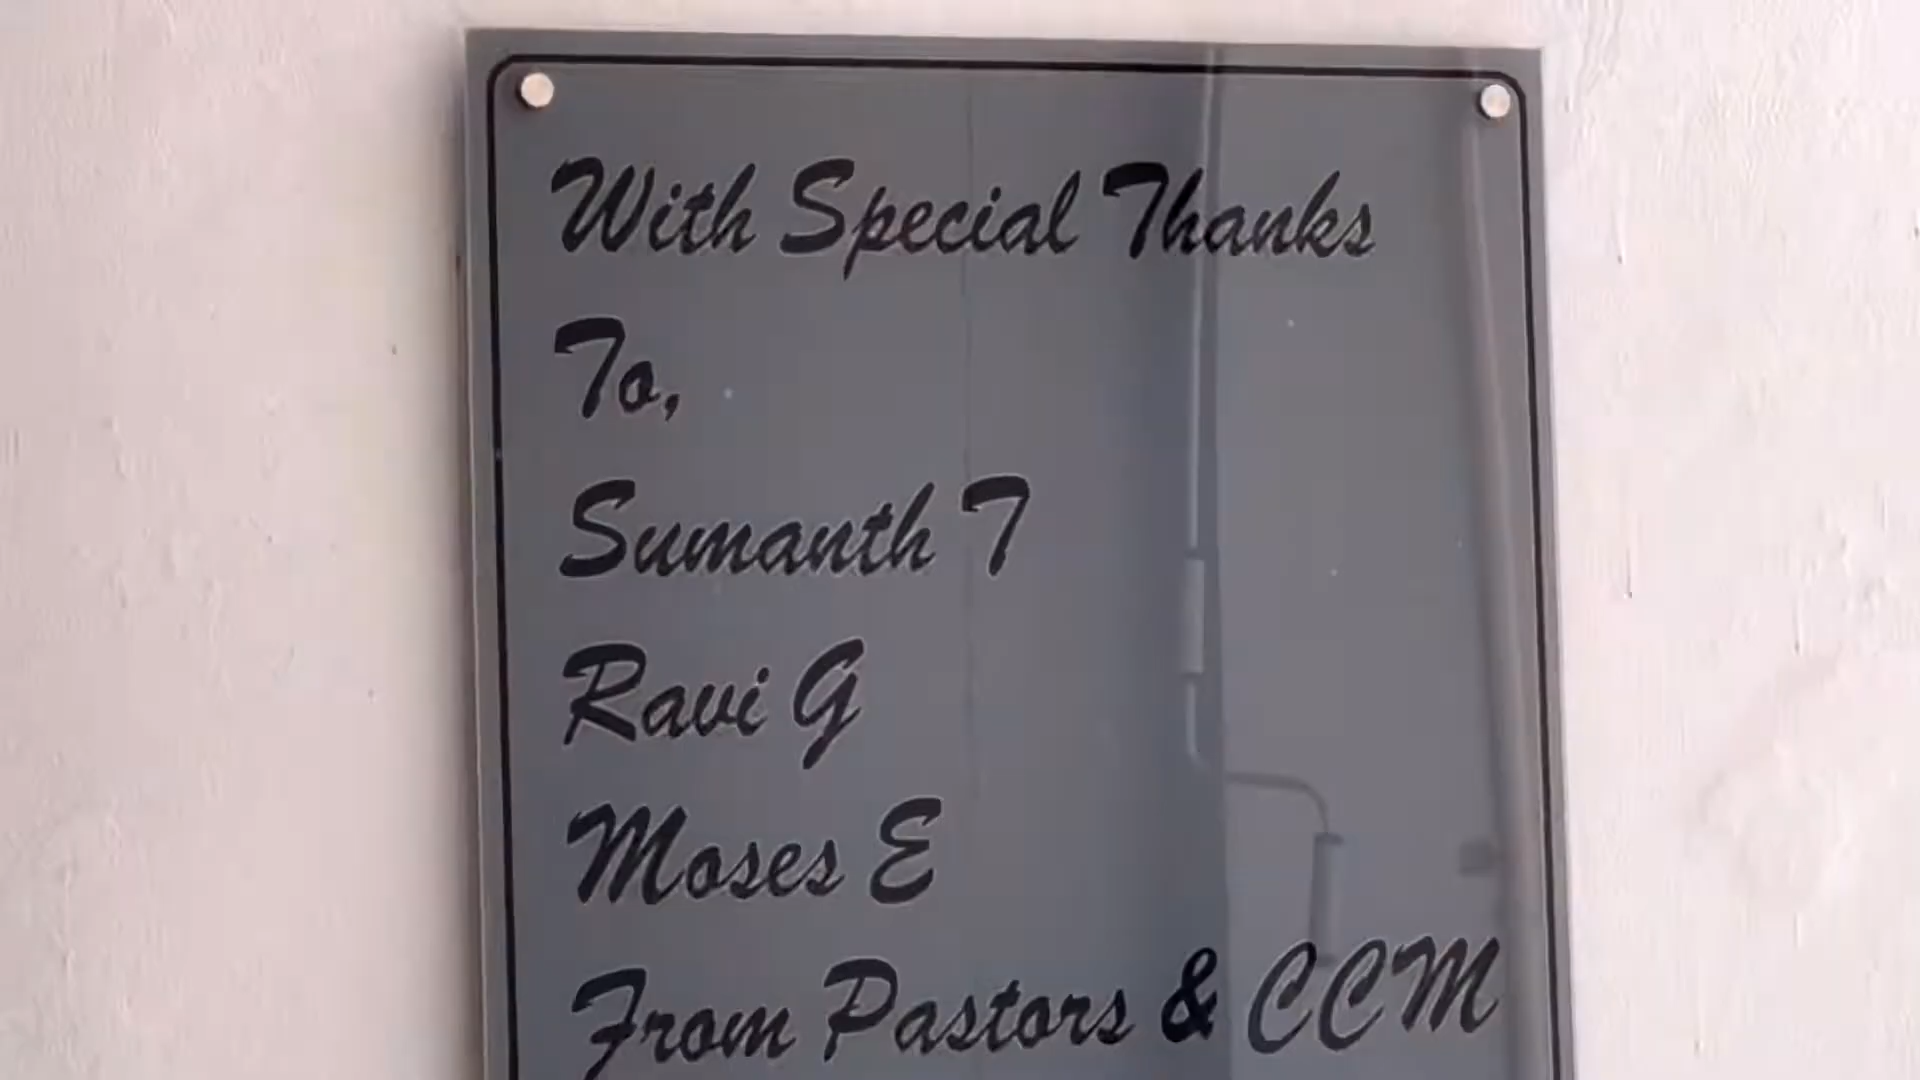 With Special Thanks
To,
Sumanth T
Ravi G
Moses E
From Pastors & CCM